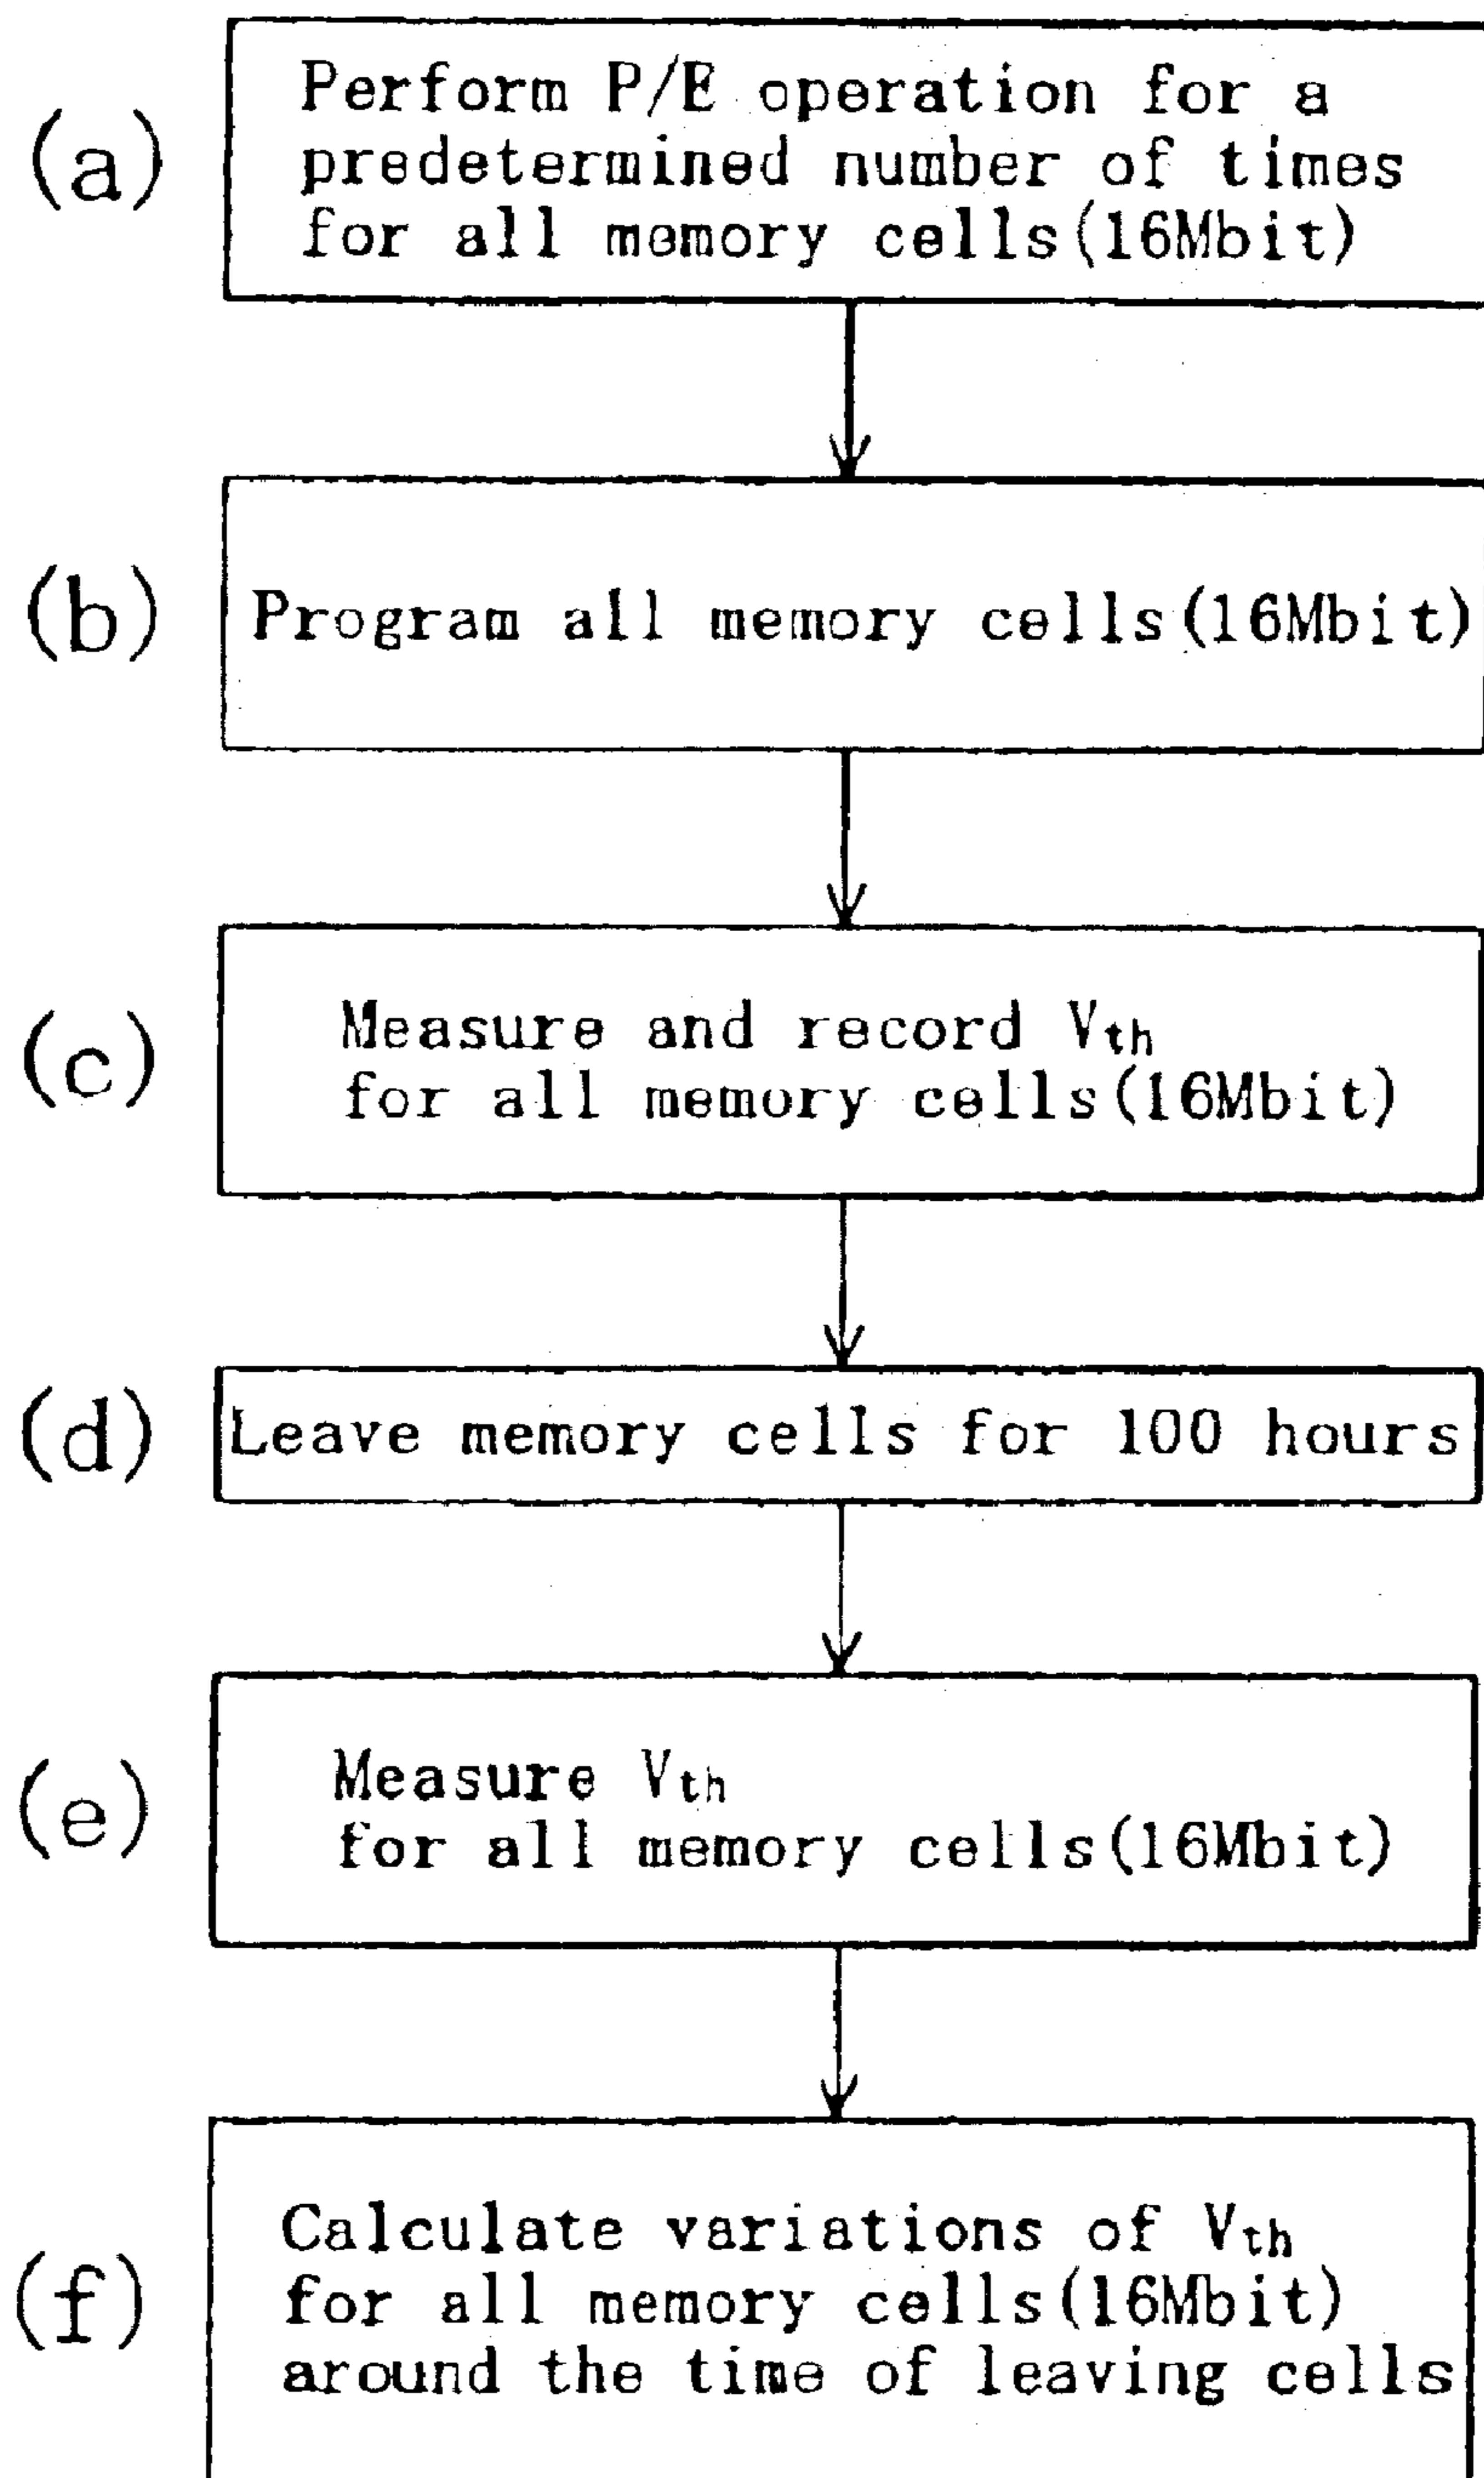 (a)
Perform P/E operation for a
predetermined number of times
for all memory cells(16Mbit)
(b)
Program all memory cells(16Mbit)
(c)
Measure and record Vth
for all memory cells(16Mbit)
(d)
Leave memory cells for 100 hours
(e)
Measure Vth
for all memory cells(16Mbit)
(f)
Calculate variations of Vth
for all memory cells(16Mbit)
around the time of leaving cells